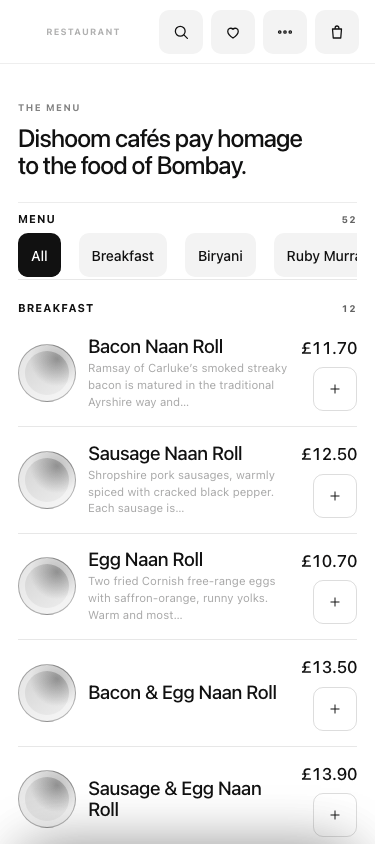 RESTAURANT
THE MENU
Dishoom cafés pay homage
to the food of Bombay.
MENU
52
All
Breakfast
Biryani
Ruby Murra
BREAKFAST
12
Bacon Naan Roll
£11.70
Ramsay of Carluke's smoked streaky
bacon is matured in the traditional
Ayrshire way and...
+
Sausage Naan Roll
£12.50
Shropshire pork sausages, warmly
spiced with cracked black pepper.
Each sausage is...
+
Egg Naan Roll
£10.70
Two fried Cornish free-range eggs
with saffron-orange, runny yolks.
Warm and most...
+
Bacon & Egg Naan Roll
£13.50
+
Sausage & Egg Naan
Roll
£13.90
+